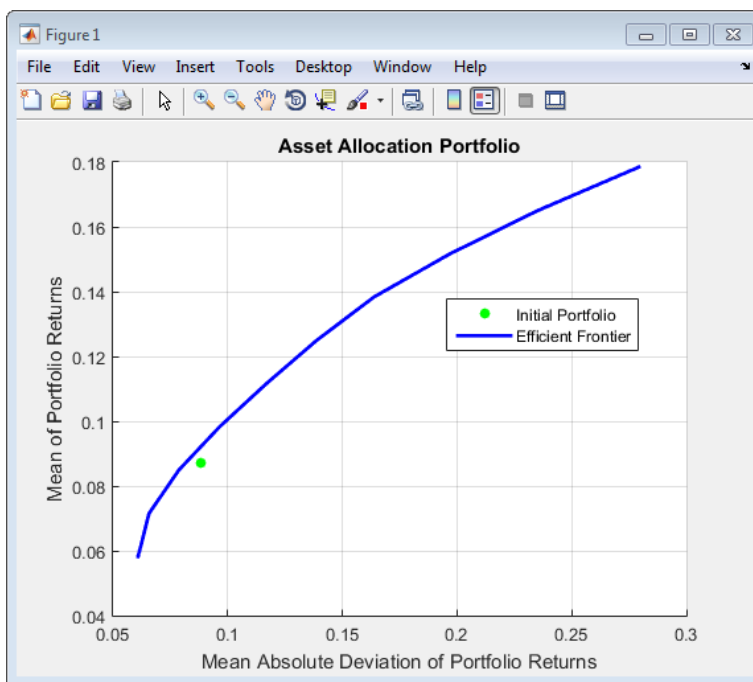 Figure 1
File Edit View Insert Tools Desktop Window Help
Asset Allocation Portfolio
0.18
0.16
0.14
0.12
0.1
0.08
0.06
0.04
Mean of Portfolio Returns
Initial Portfolio
Efficient Frontier
0.05 0.1 0.15 0.2 0.25 0.3
Mean Absolute Deviation of Portfolio Returns